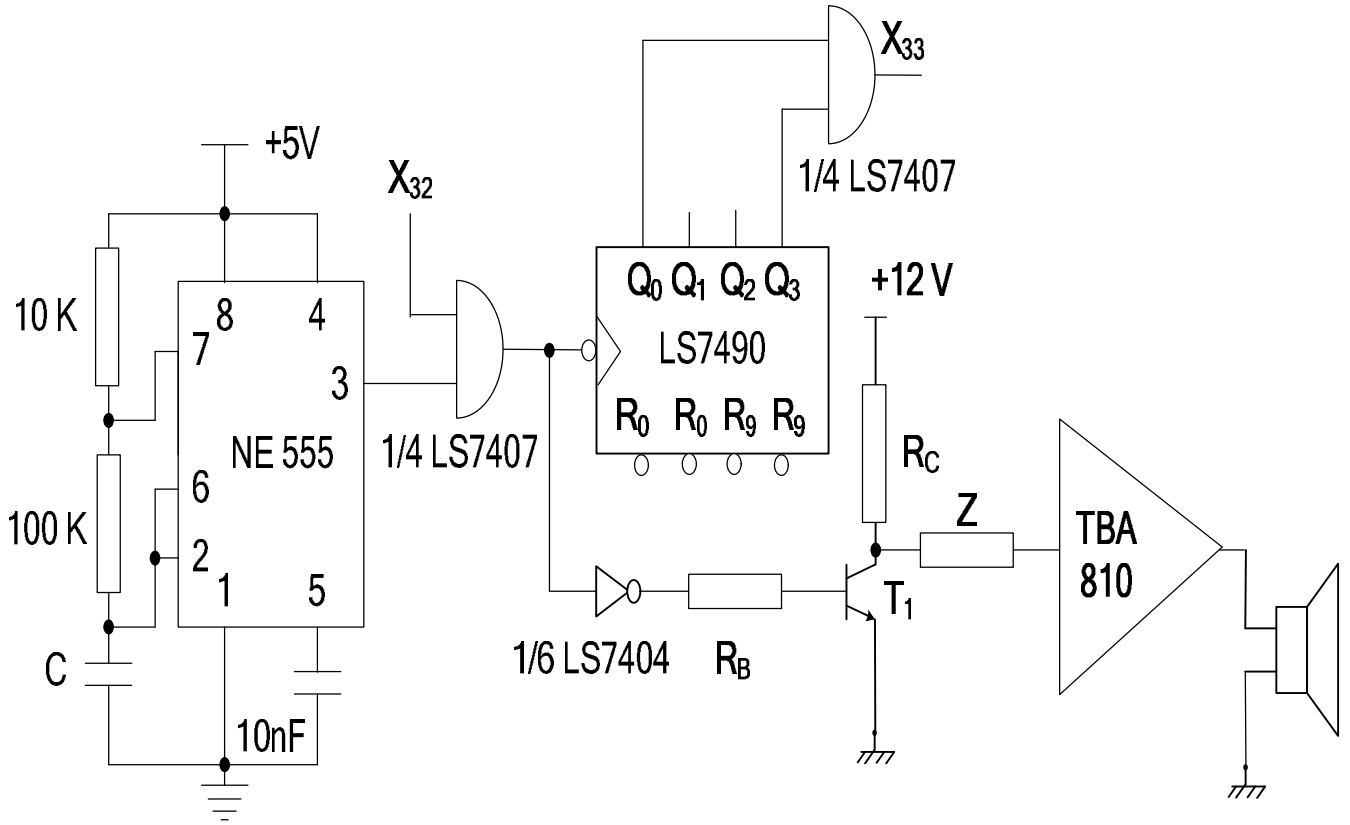 X33
1/4 LS7407
+5V
X32
10 K
8 4
7
3
NE 555
6
2
1 5
100 K
C
10nF
1/4 LS7407
Q0 Q1 Q2 Q3
LS7490
R0 R0 R9 R9
+12 V
RC
Z
TBA
810
T1
1/6 LS7404
RB